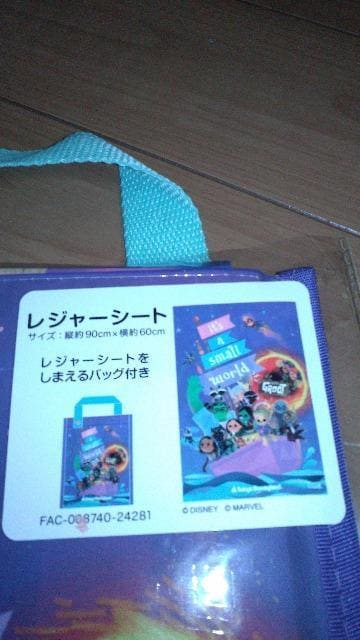 レジャーシート
サイズ：縦約90cm×横約60cm
レジャーシートを
しまえるバッグ付き
it's
a
small
world
GROOT
FAC-008740-24281
© DISNEY © MARVEL